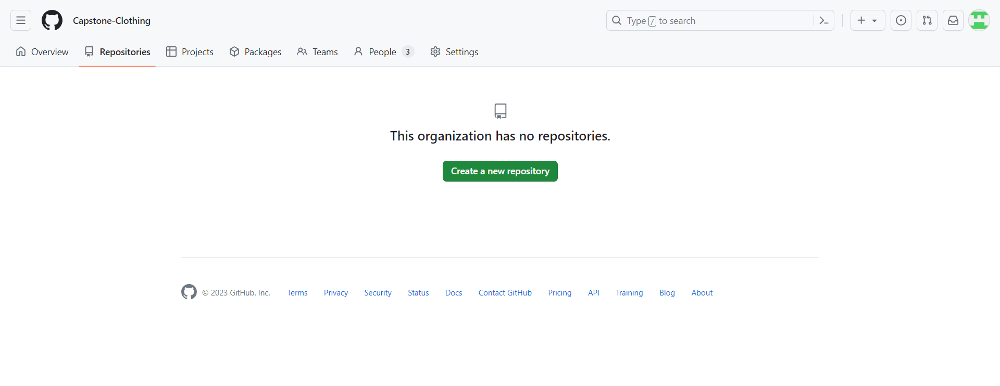 Capstone-Clothing
Type / to search
Overview
Repositories
Projects
Packages
Teams
People 3
Settings
This organization has no repositories.
Create a new repository
© 2023 GitHub, Inc.
Terms
Privacy
Security
Status
Docs
Contact GitHub
Pricing
API
Training
Blog
About